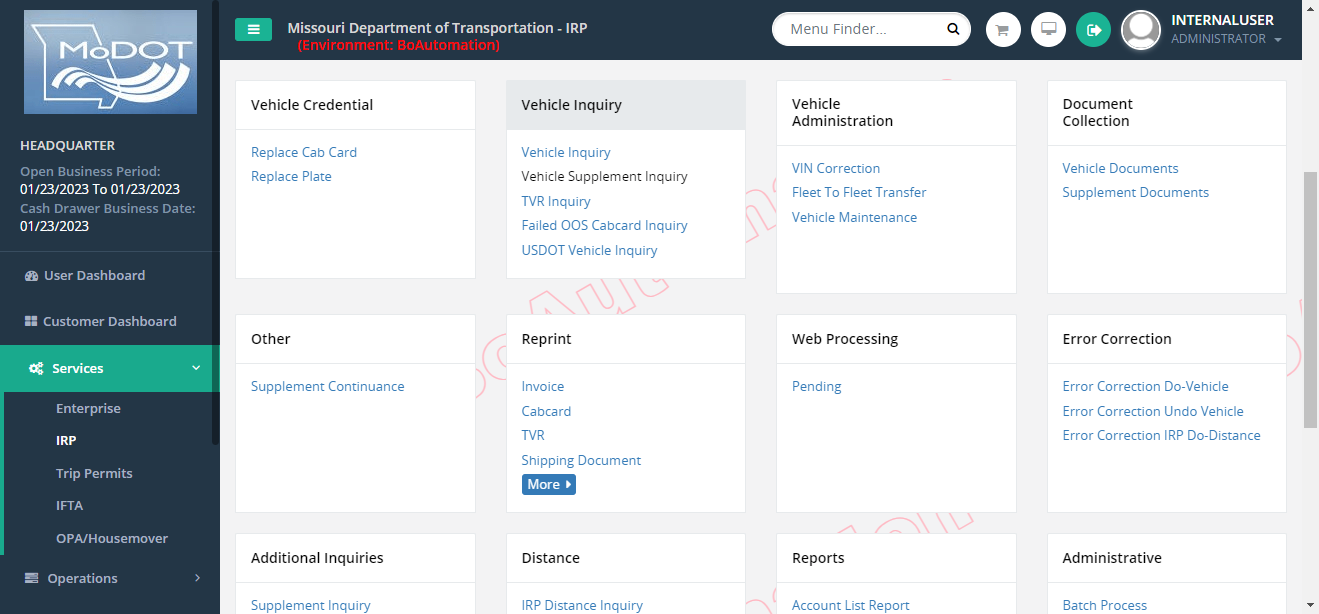 MoDOT
HEADQUARTER
Open Business Period:
01/23/2023 To 01/23/2023
Cash Drawer Business Date:
01/23/2023
User Dashboard
Customer Dashboard
Services
Enterprise
IRP
Trip Permits
IFTA
OPA/Housemover
Operations
Missouri Department of Transportation - IRP
(Environment: BoAutomation)
Menu Finder...
INTERNALUSER
ADMINISTRATOR
Vehicle Credential
Replace Cab Card
Replace Plate
Vehicle Inquiry
Vehicle Inquiry
Vehicle Supplement Inquiry
TVR Inquiry
Failed OOS Cabcard Inquiry
USDOT Vehicle Inquiry
Vehicle
Administration
VIN Correction
Fleet To Fleet Transfer
Vehicle Maintenance
Document
Collection
Vehicle Documents
Supplement Documents
Other
Supplement Continuance
Reprint
Invoice
Cabcard
TVR
Shipping Document
More
Web Processing
Pending
Error Correction
Error Correction Do-Vehicle
Error Correction Undo Vehicle
Error Correction IRP Do-Distance
Additional Inquiries
Supplement Inquiry
Distance
IRP Distance Inquiry
Reports
Account List Report
Administrative
Batch Process